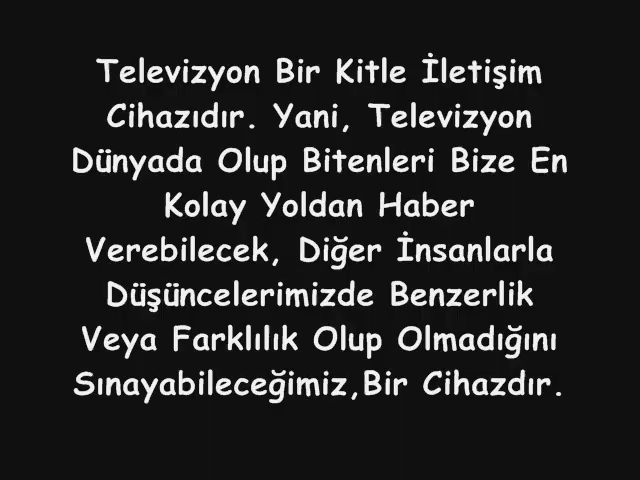 Televizyon Bir Kitle İletişim
Cihazıdır. Yani, Televizyon
Dünyada Olup Bitenleri Bize En
Kolay Yoldan Haber
Verebilecek, Diğer İnsanlarla
Düşüncelerimizde Benzerlik
Veya Farklılık Olup Olmadığını
Sınayabileceğimiz,Bir Cihazdır.